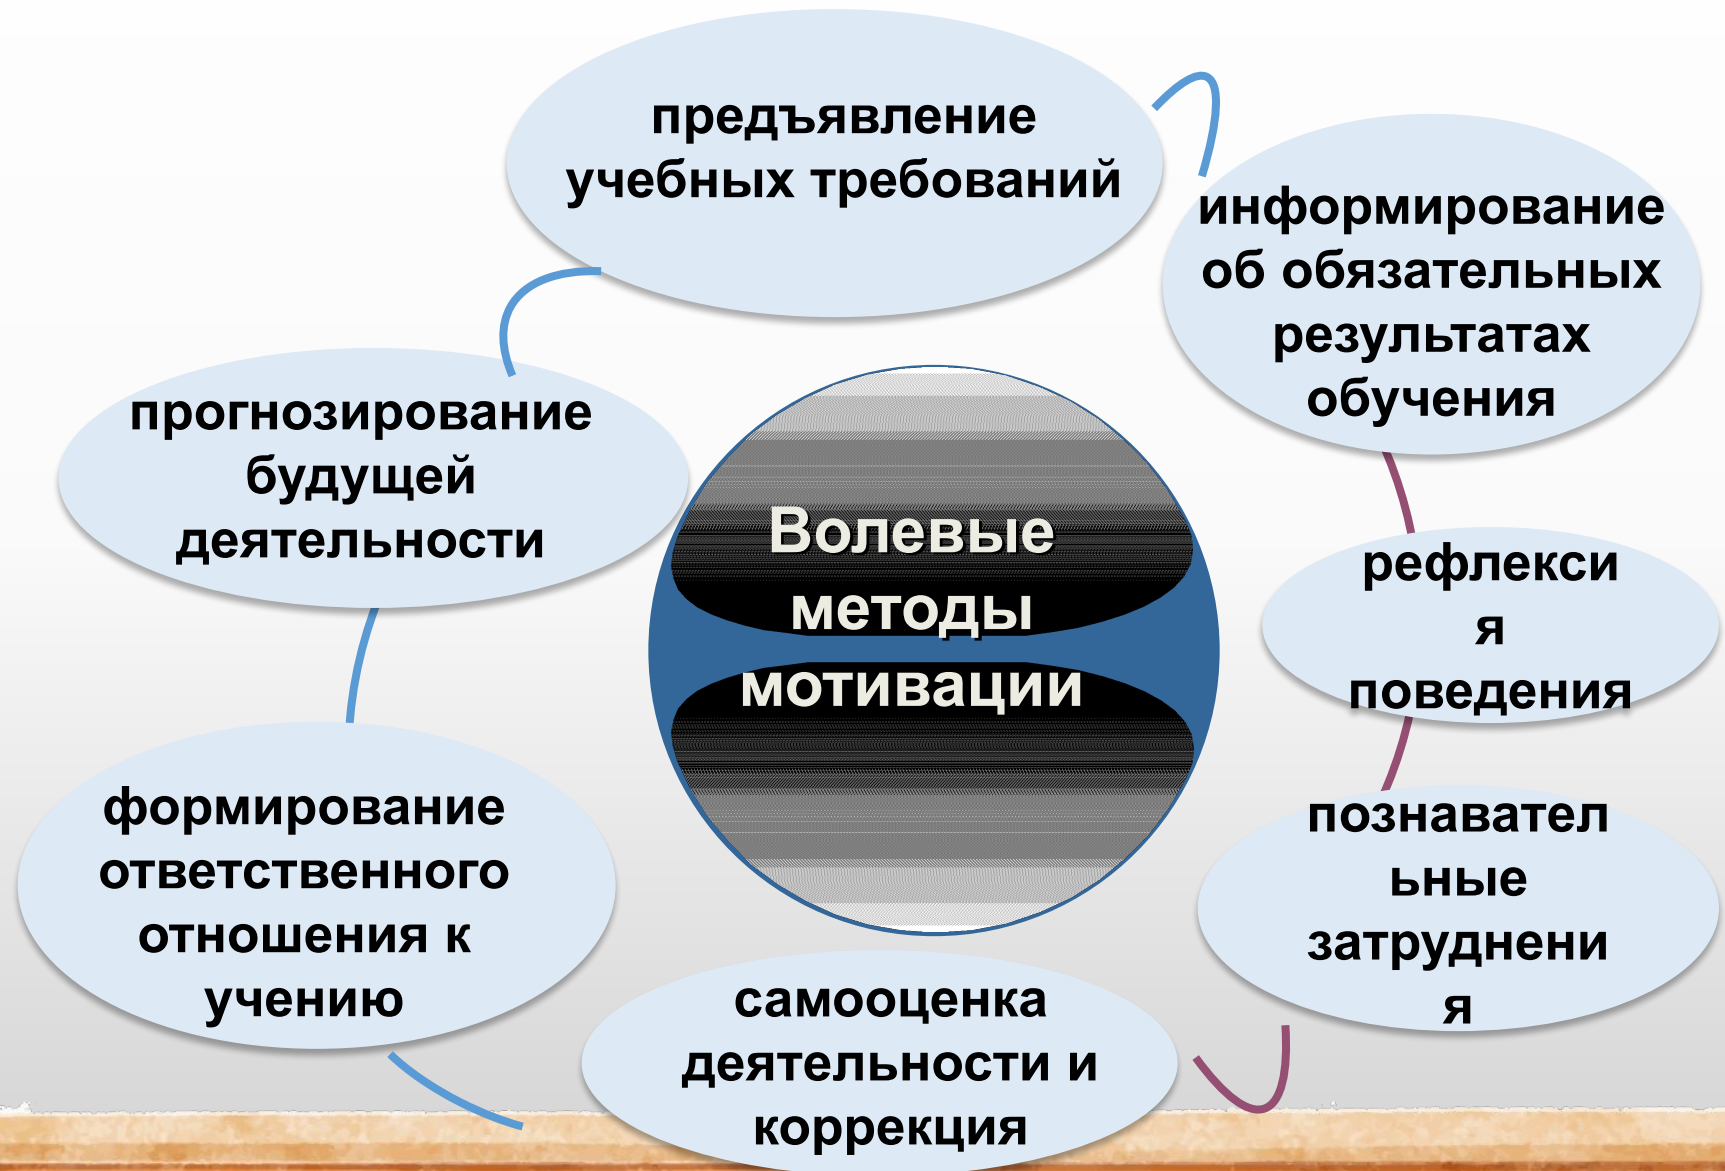 предъявление
учебных требований
информирование
об обязательных
результатах
обучения
рефлекси
я
поведения
познавател
ьные
затруднени
я
самооценка
деятельности и
коррекция
формирование
ответственного
отношения к
учению
прогнозирование
будущей
деятельности
Волевые
методы
мотивации